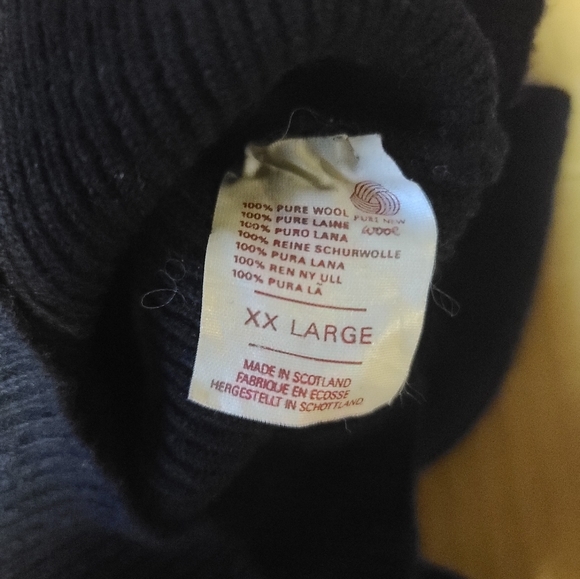 100% PURE WOOL
100% PURE LAINE
100% PURO LANA
100% REINE SCHURWOLLE
100% PURA LANA
100% REN NY ULL
100% PURA LÃ
PURE NEW
WOOL
XX LARGE
MADE IN SCOTLAND
FABRIQUE EN ECOSSE
HERGESTELLT IN SCHOTTLAND